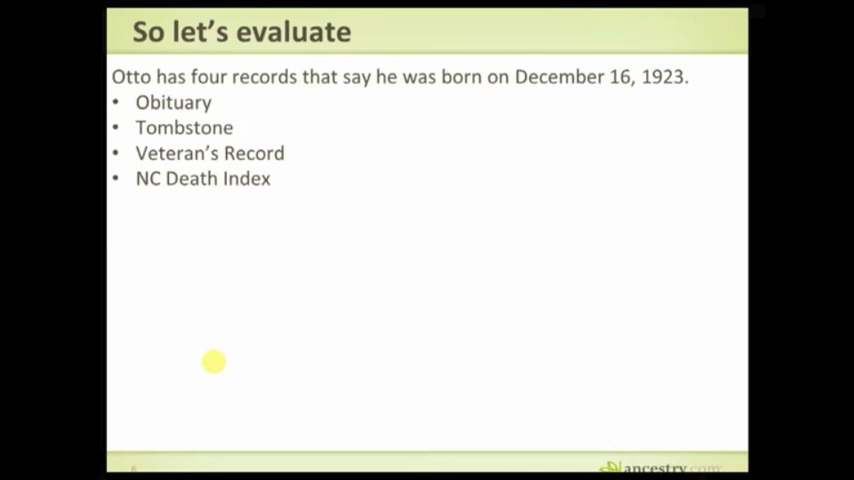 So let's evaluate
Otto has four records that say he was born on December 16, 1923.
• Obituary
• Tombstone
• Veteran's Record
• NC Death Index
6
ancestry.com